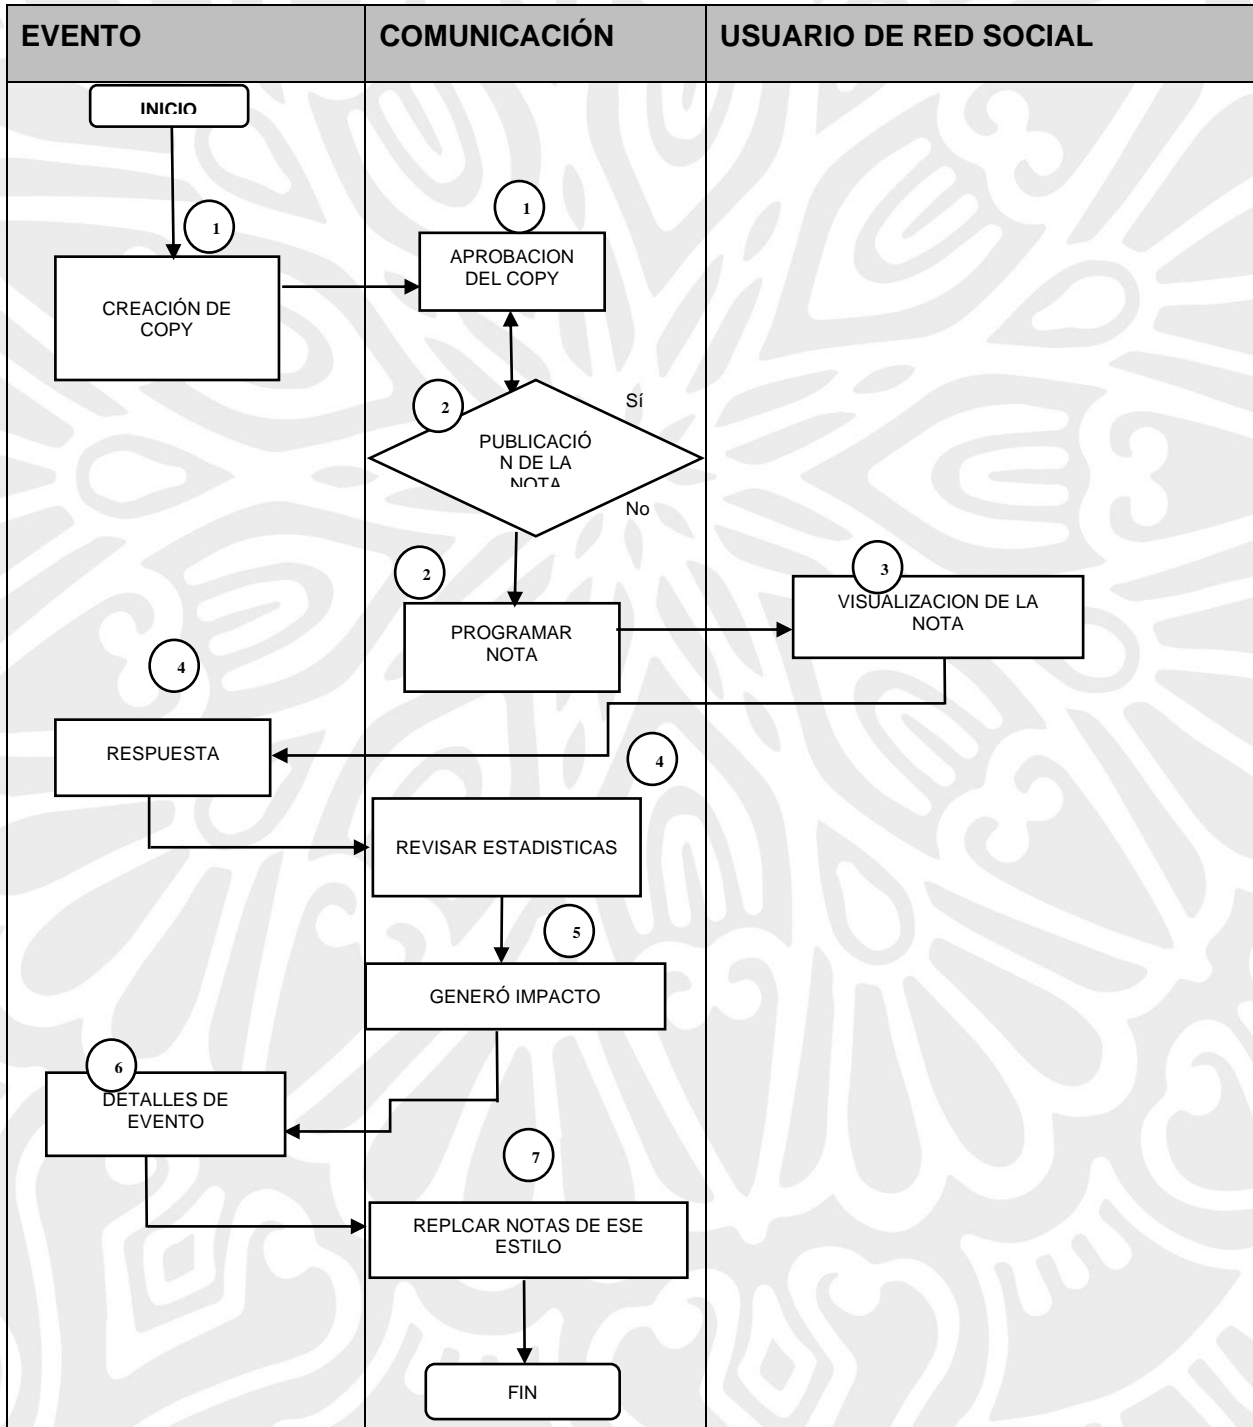 EVENTO
COMUNICACIÓN
USUARIO DE RED SOCIAL
INICIO
1
CREACIÓN DE
COPY
1
APROBACION
DEL COPY
2
Sí
PUBLICACIÓ
N DE LA
NOTA
No
2
PROGRAMAR
NOTA
3
VISUALIZACION DE LA
NOTA
4
RESPUESTA
4
REVISAR ESTADISTICAS
5
GENERÓ IMPACTO
6
DETALLES DE
EVENTO
7
REPLCAR NOTAS DE ESE
ESTILO
FIN